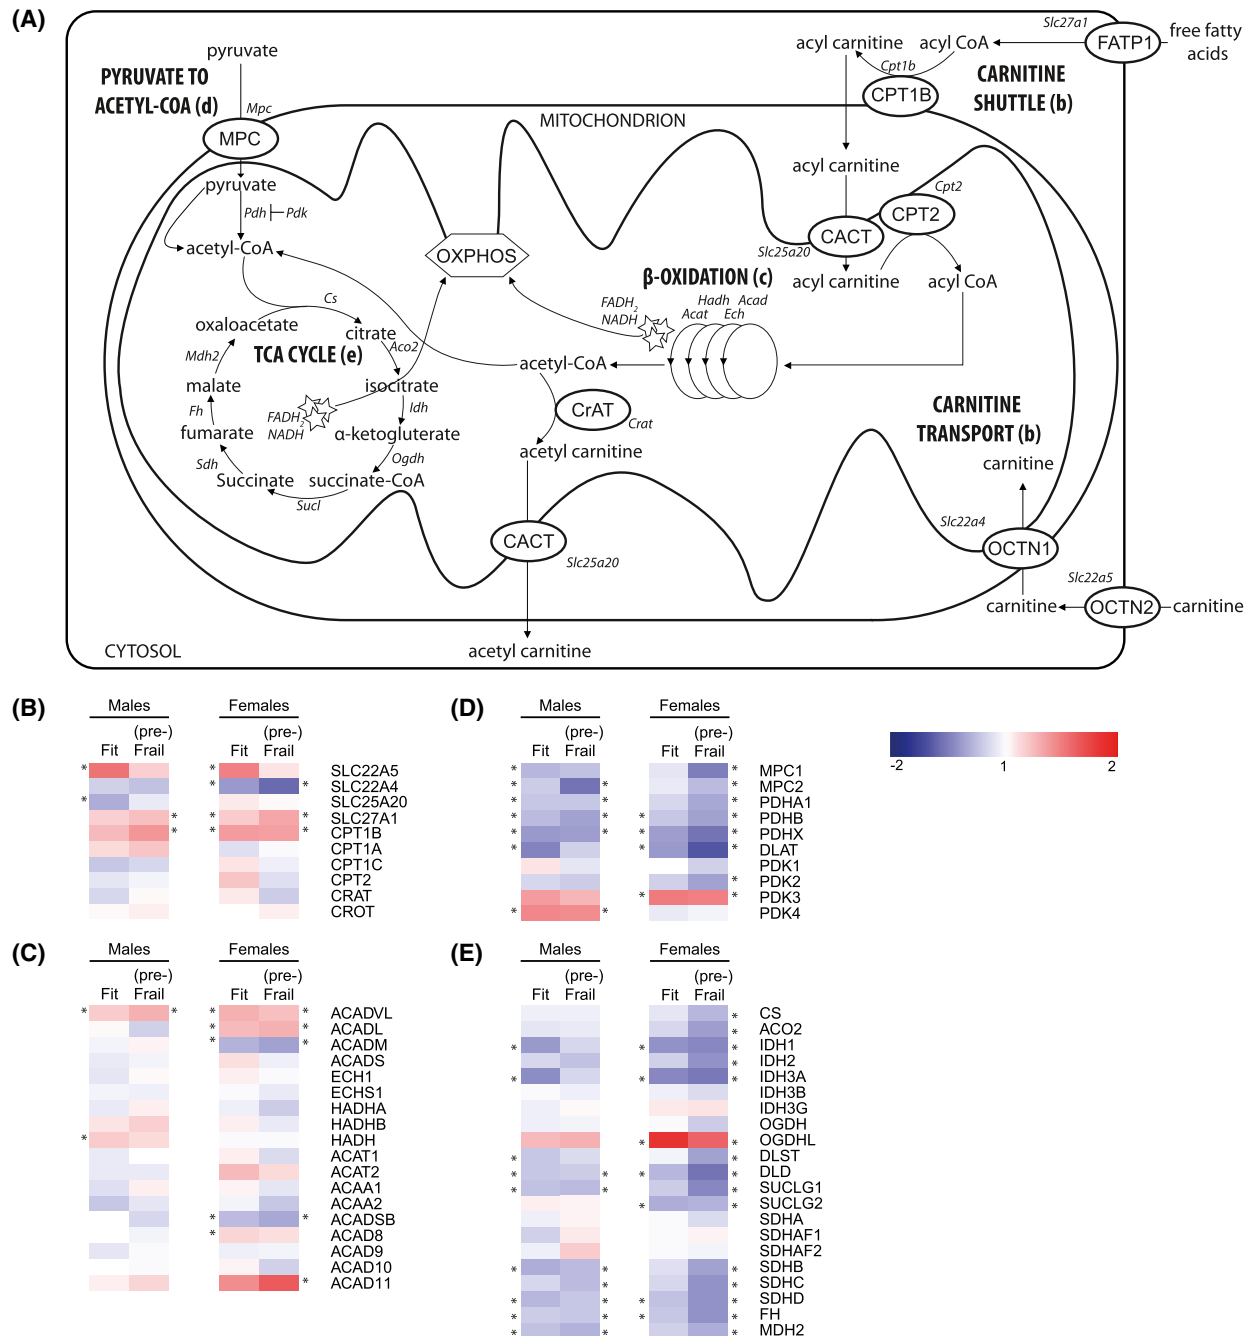 (A)
Slc27a1
FATP1
free fatty
acids
pyruvate
acyl carnitine
acyl CoA
Cpt1b
CPT1B
PYRUVATE TO
ACETYL-COA (d)
CARNITINE
SHUTTLE (b)
Mpc
MPC
MITOCHONDRION
pyruvate
acyl carnitine
Cpt2
CPT2
Pdh
Pdk
acetyl-CoA
CACT
Slc25a20
OXPHOS
acyl carnitine
acyl CoA
β-OXIDATION (c)
Cs
FADH2
NADH
Hadh
Acad
Acat
Ech
oxaloacetate
citrate
Mdh2
TCA CYCLE (e)
Aco2
acetyl-CoA
malate
isocitrate
Fh
FADH2
NADH
Idh
CrAT
Crat
CARNITINE
TRANSPORT (b)
fumarate
α-ketogluterate
acetyl carnitine
carnitine
Sdh
Ogdh
Succinate
succinate-CoA
Sucl
Slc22a4
CACT
OCTN1
Slc25a20
Slc22a5
carnitine
OCTN2
carnitine
CYTOSOL
acetyl carnitine
(B)
Males
Females
(pre-)
(pre-)
Fit
Frail
Fit
Frail
* * SLC22A5
* * SLC22A4
* SLC25A20
* * * SLC27A1
* * * CPT1B
CPT1A
CPT1C
CPT2
CRAT
CROT
(D)
Males
Females
(pre-)
(pre-)
Fit
Frail
Fit
Frail
* * MPC1
* * * MPC2
* * * PDHA1
* * * * PDHB
* * * * PDHX
* * * DLAT
PDK1
* PDK2
* * PDK3
* * PDK4
-2
2
(C)
Males
Females
(pre-)
(pre-)
Fit
Frail
Fit
Frail
* * * * ACADVL
* * ACADL
* * ACADM
ACADS
ECH1
ECHS1
HADHA
HADHB
* HADH
ACAT1
ACAT2
ACAA1
ACAA2
* * ACADSB
* ACAD8
ACAD9
ACAD10
* ACAD11
(E)
Males
Females
(pre-)
(pre-)
Fit
Frail
Fit
Frail
* CS
* ACO2
* * * IDH1
* IDH2
* * * IDH3A
IDH3B
IDH3G
OGDH
* * OGDHL
* * DLST
* * * * DLD
* * * SUCLG1
* * SUCLG2
SDHA
SDHAF1
SDHAF2
* * * SDHB
* * SDHC
* * * * SDHD
* * * * FH
* * * MDH2